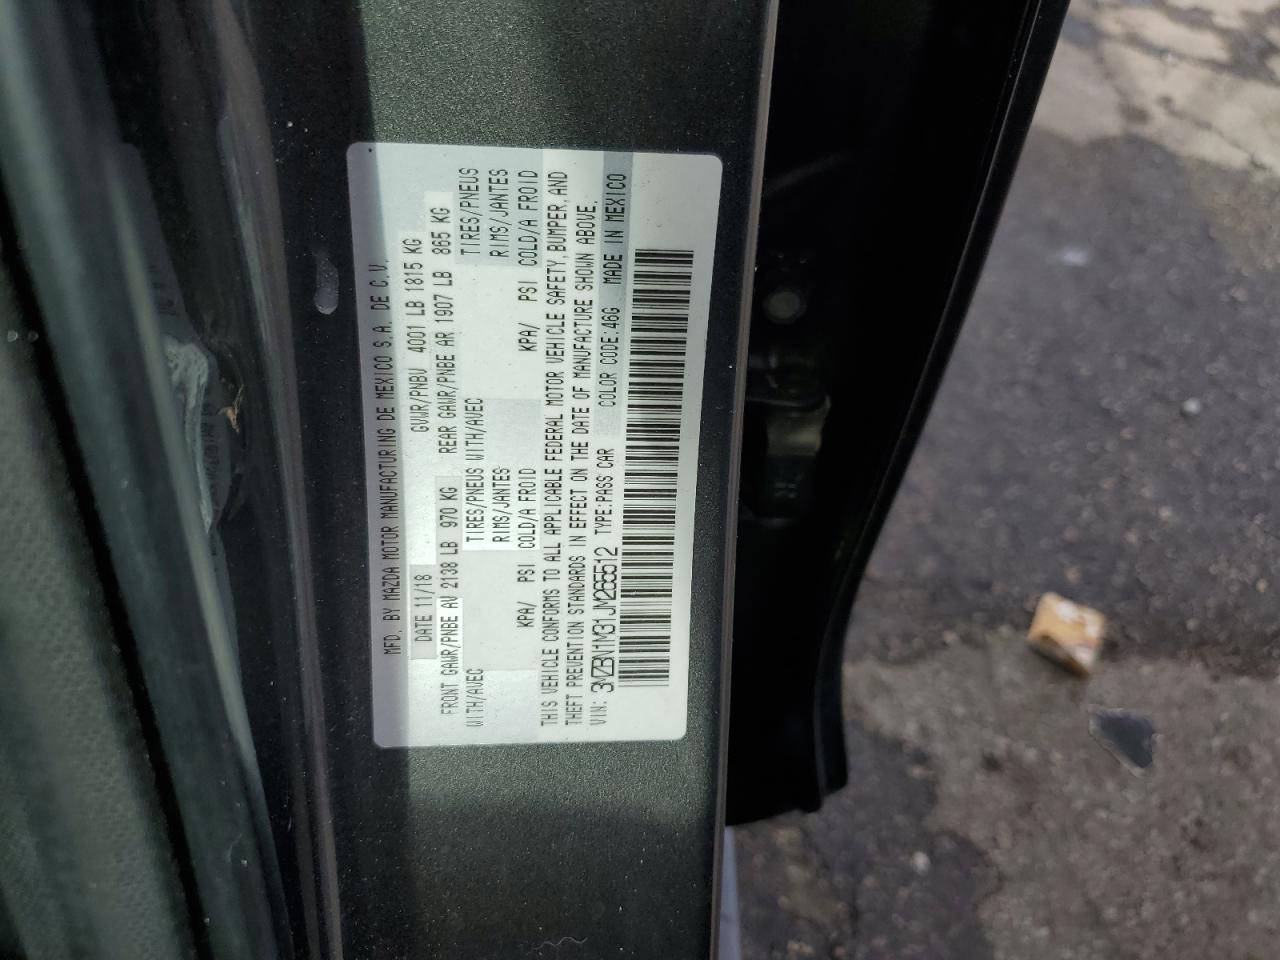 MFD. BY MAZDA MOTOR MANUFACTURING DE MEXICO S.A. DE C.V.
DATE 11/18 GVWR/PNBV 4001 LB 1815 KG
FRONT GAWR/PNBE AV 2138 LB 970 KG REAR GAWR/PNBE AR 1907 LB 865 KG
WITH/AVEC TIRES/PNEUS WITH/AVEC TIRES/PNEUS
RIMS/JANTES RIMS/JANTES
KPA/ PSI COLD/A FROID KPA/ PSI COLD/A FROID
THIS VEHICLE CONFORMS TO ALL APPLICABLE FEDERAL MOTOR VEHICLE SAFETY, BUMPER, AND
THEFT PREVENTION STANDARDS IN EFFECT ON THE DATE OF MANUFACTURE SHOWN ABOVE.
VIN: 3MZBN1M31JM265512 TYPE:PASS CAR COLOR CODE:46G MADE IN MEXICO